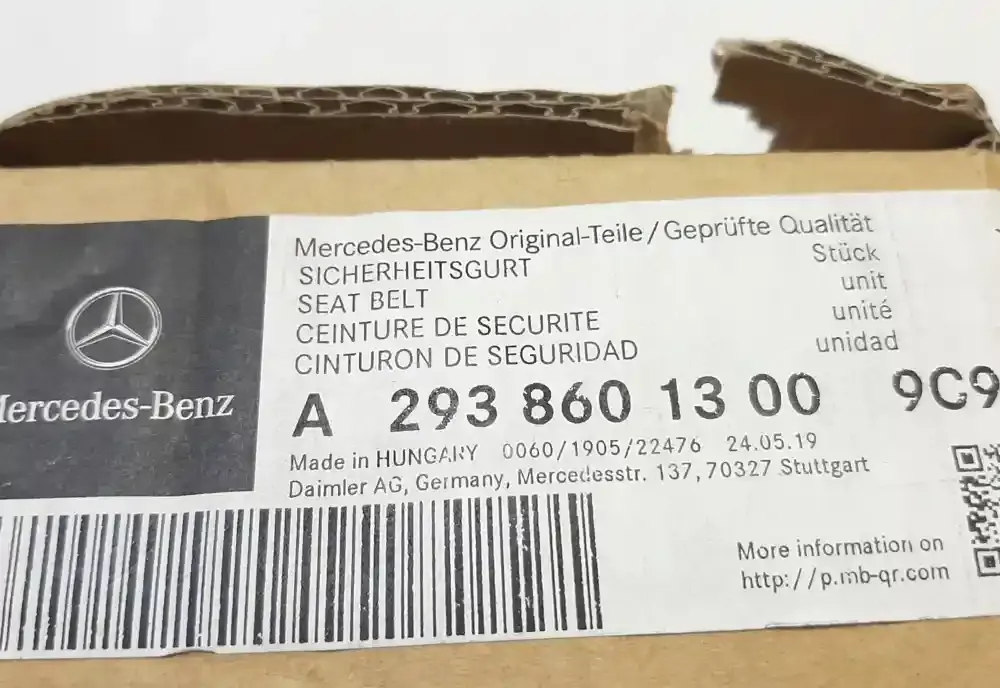 Mercedes-Benz Original-Teile/Geprüfte Qualität
SICHERHEITSGURT Stück
SEAT BELT unit
CEINTURE DE SECURITE unité
CINTURON DE SEGURIDAD unidad
Mercedes-Benz
A 293 860 13 00 9C9
Made in HUNGARY 0060/1905/22476 24.05.19
Daimler AG, Germany, Mercedesstr. 137, 70327 Stuttgart
More information on
http://p.mb-qr.com